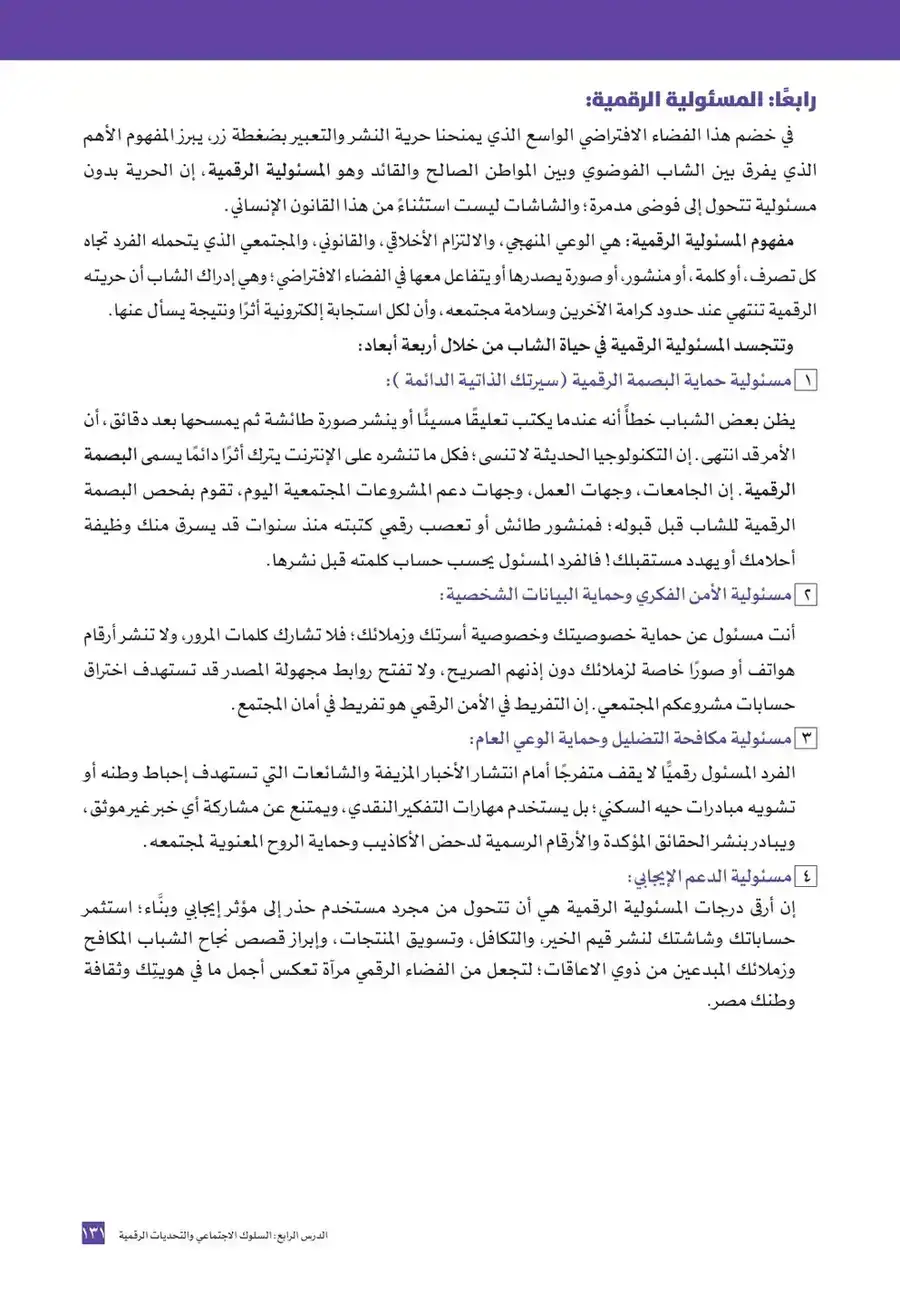 رابعًا: المسئولية الرقمية:
في خضم هذا الفضاء الافتراضي الواسع الذي يمنحنا حرية النشر والتعبير بضغطة زر، يبرز المفهوم الأهم
الذي يفرق بين الشاب الفوضوي وبين المواطن الصالح والقائد وهو المسئولية الرقمية، إن الحرية بدون
مسئولية تتحول إلى فوضى مدمرة؛ والشاشات ليست استثناءً من هذا القانون الإنساني.
مفهوم المسئولية الرقمية: هي الوعي المنهجي، والالتزام الأخلاقي، والقانوني، والمجتمعي الذي يتحمله الفرد تجاه
كل تصرف، أو كلمة، أو منشور، أو صورة يصدرها أو يتفاعل معها في الفضاء الافتراضي؛ وهي إدراك الشاب أن حريته
الرقمية تنتهي عند حدود كرامة الآخرين وسلامة مجتمعه، وأن لكل استجابة إلكترونية أثرًا ونتيجة يسأل عنها.
وتتجسد المسئولية الرقمية في حياة الشاب من خلال أربعة أبعاد:
١ مسئولية حماية البصمة الرقمية (سيرتك الذاتية الدائمة ):
يظن بعض الشباب خطأً أنه عندما يكتب تعليقًا مسيئًا أو ينشر صورة طائشة ثم يمسحها بعد دقائق، أن
الأمر قد انتهى. إن التكنولوجيا الحديثة لا تنسى؛ فكل ما تنشره على الإنترنت يترك أثرًا دائمًا يسمى البصمة
الرقمية. إن الجامعات، وجهات العمل، وجهات دعم المشروعات المجتمعية اليوم، تقوم بفحص البصمة
الرقمية للشاب قبل قبوله؛ فمنشور طائش أو تعصب رقمي كتبته منذ سنوات قد يسرق منك وظيفة
أحلامك أو يهدد مستقبلك! فالفرد المسئول يحسب حساب كلمته قبل نشرها.
٢ مسئولية الأمن الفكري وحماية البيانات الشخصية:
أنت مسئول عن حماية خصوصيتك وخصوصية أسرتك وزملائك؛ فلا تشارك كلمات المرور، ولا تنشر أرقام
هواتف أو صورًا خاصة لزملائك دون إذنهم الصريح، ولا تفتح روابط مجهولة المصدر قد تستهدف اختراق
حسابات مشروعكم المجتمعي. إن التفريط في الأمن الرقمي هو تفريط في أمان المجتمع.
٣ مسئولية مكافحة التضليل وحماية الوعي العام:
الفرد المسئول رقميًّا لا يقف متفرجًا أمام انتشار الأخبار المزيفة والشائعات التي تستهدف إحباط وطنه أو
تشويه مبادرات حيه السكني؛ بل يستخدم مهارات التفكير النقدي، ويمتنع عن مشاركة أي خبر غير موثق،
ويبادر بنشر الحقائق المؤكدة والأرقام الرسمية لدحض الأكاذيب وحماية الروح المعنوية لمجتمعه.
٤ مسئولية الدعم الإيجابي:
إن أرقى درجات المسئولية الرقمية هي أن تتحول من مجرد مستخدم حذر إلى مؤثر إيجابي وبنَّاء؛ استثمر
حساباتك وشاشتك لنشر قيم الخير، والتكافل، وتسويق المنتجات، وإبراز قصص نجاح الشباب المكافح
وزملائك المبدعين من ذوي الاعاقات؛ لتجعل من الفضاء الرقمي مرآة تعكس أجمل ما في هويتِك وثقافة
وطنك مصر.
الدرس الرابع: السلوك الاجتماعي والتحديات الرقمية ١٣١